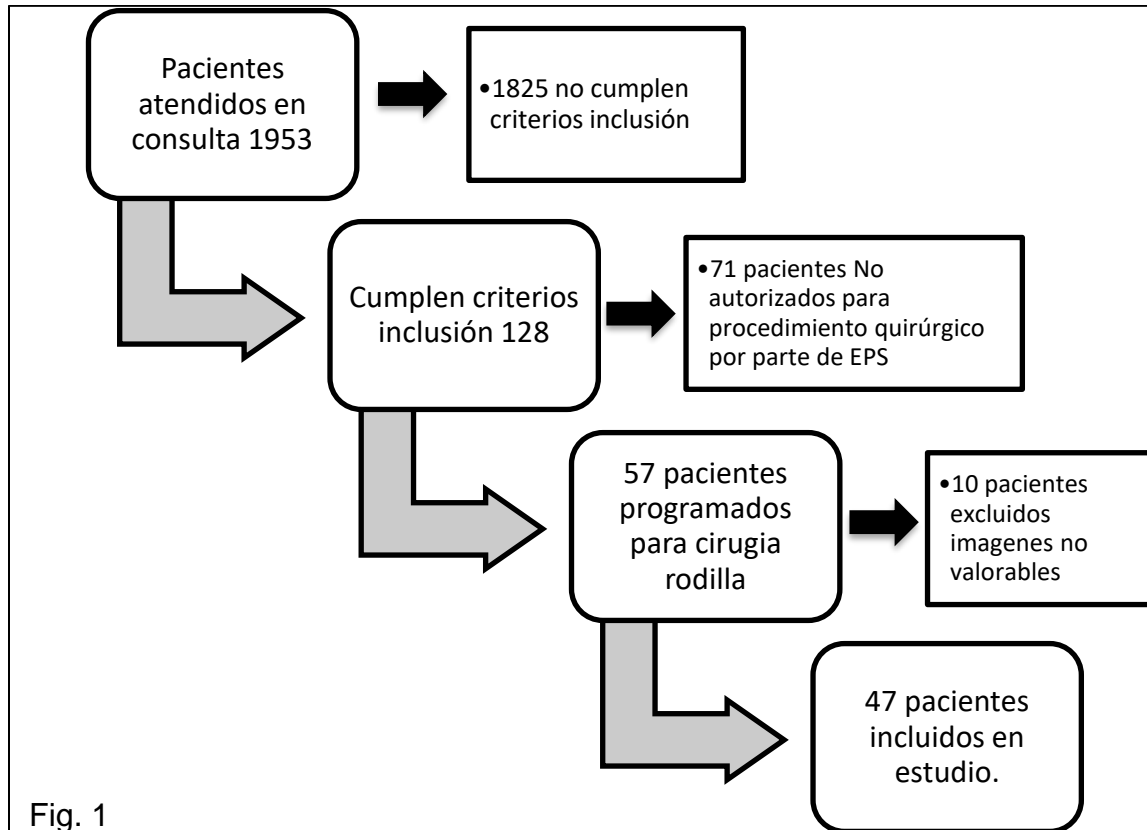 Pacientes
atendidos en
consulta 1953
•1825 no cumplen
criterios inclusión
Cumplen criterios
inclusión 128
•71 pacientes No
autorizados para
procedimiento quirúrgico
por parte de EPS
57 pacientes
programados
para cirugia
rodilla
•10 pacientes
excluidos
imagenes no
valorables
47 pacientes
incluidos en
estudio.
Fig. 1